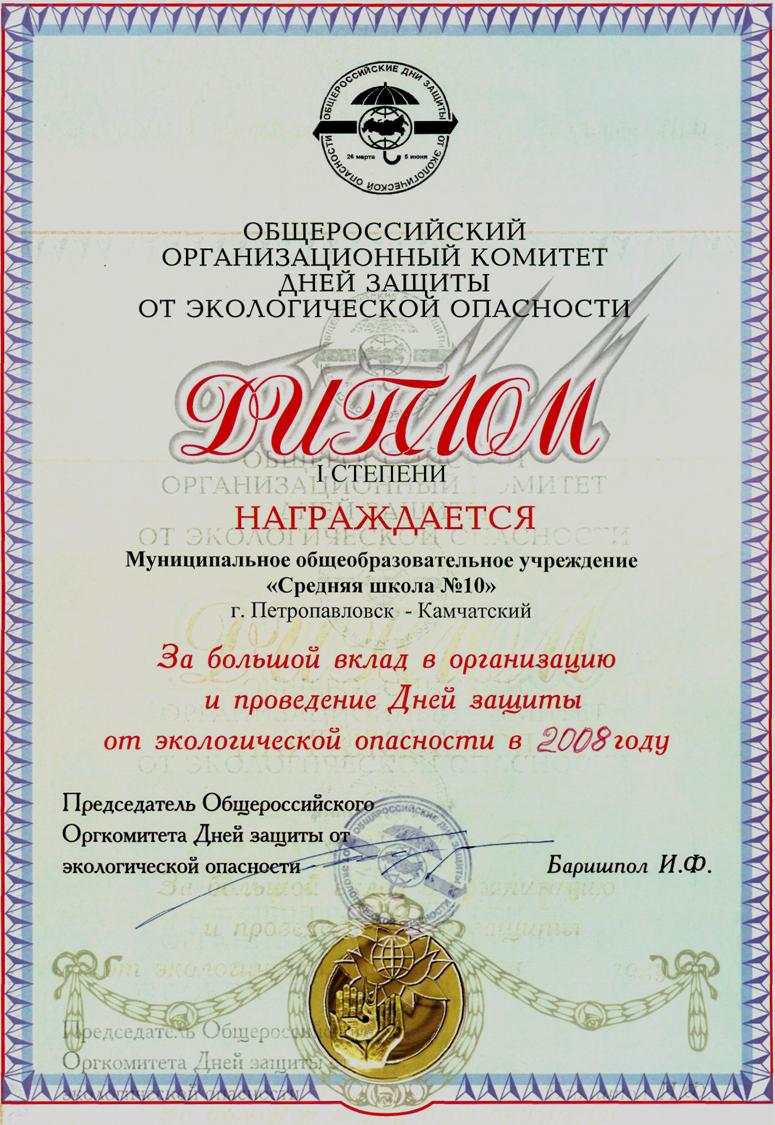 ОБЩЕРОССИЙСКИЕ ДНИ ЗАЩИТЫ ОТ ЭКОЛОГИЧЕСКОЙ ОПАСНОСТИ
26 марта 5 июня
ОБЩЕРОССИЙСКИЙ
ОРГАНИЗАЦИОННЫЙ КОМИТЕТ
ДНЕЙ ЗАЩИТЫ
ОТ ЭКОЛОГИЧЕСКОЙ ОПАСНОСТИ
ДИПЛОМ
I СТЕПЕНИ
НАГРАЖДАЕТСЯ
Муниципальное общеобразовательное учреждение
«Средняя школа №10»
г. Петропавловск - Камчатский
За большой вклад в организацию
и проведение Дней защиты
от экологической опасности в 2008 году
Председатель Общероссийского
Оргкомитета Дней защиты от
экологической опасности
Баришпол И.Ф.